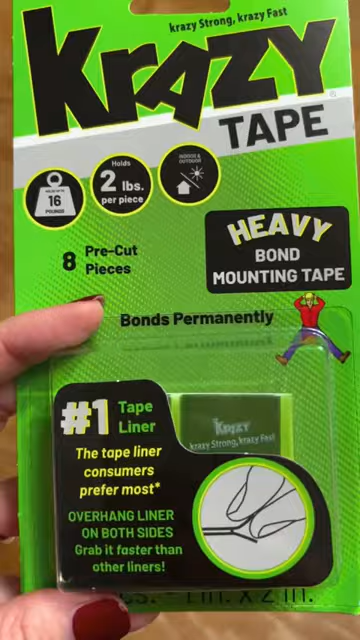 krazy Strong, krazy Fast
KRAZY
TAPE
HOLDS UP TO
16
POUNDS
Holds
2 lbs.
per piece
INDOOR &
OUTDOOR
8 Pre-Cut
Pieces
HEAVY
BOND
MOUNTING TAPE
Bonds Permanently
#1 Tape
Liner
The tape liner
consumers
prefer most*
OVERHANG LINER
ON BOTH SIDES
Grab it faster than
other liners!
KRAZY
krazy Strong, krazy Fast